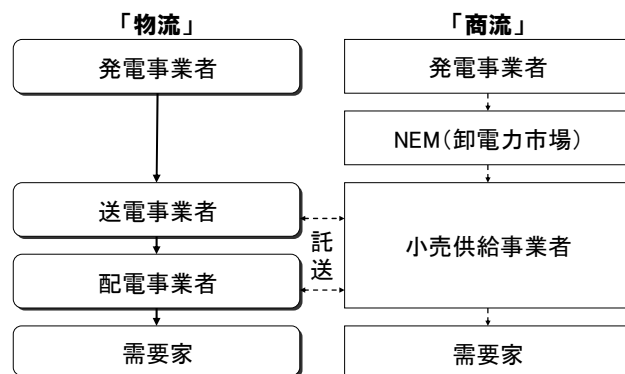 「物流」
発電事業者
送電事業者
配電事業者
需要家
託
送
「商流」
発電事業者
NEM(卸電力市場)
小売供給事業者
需要家